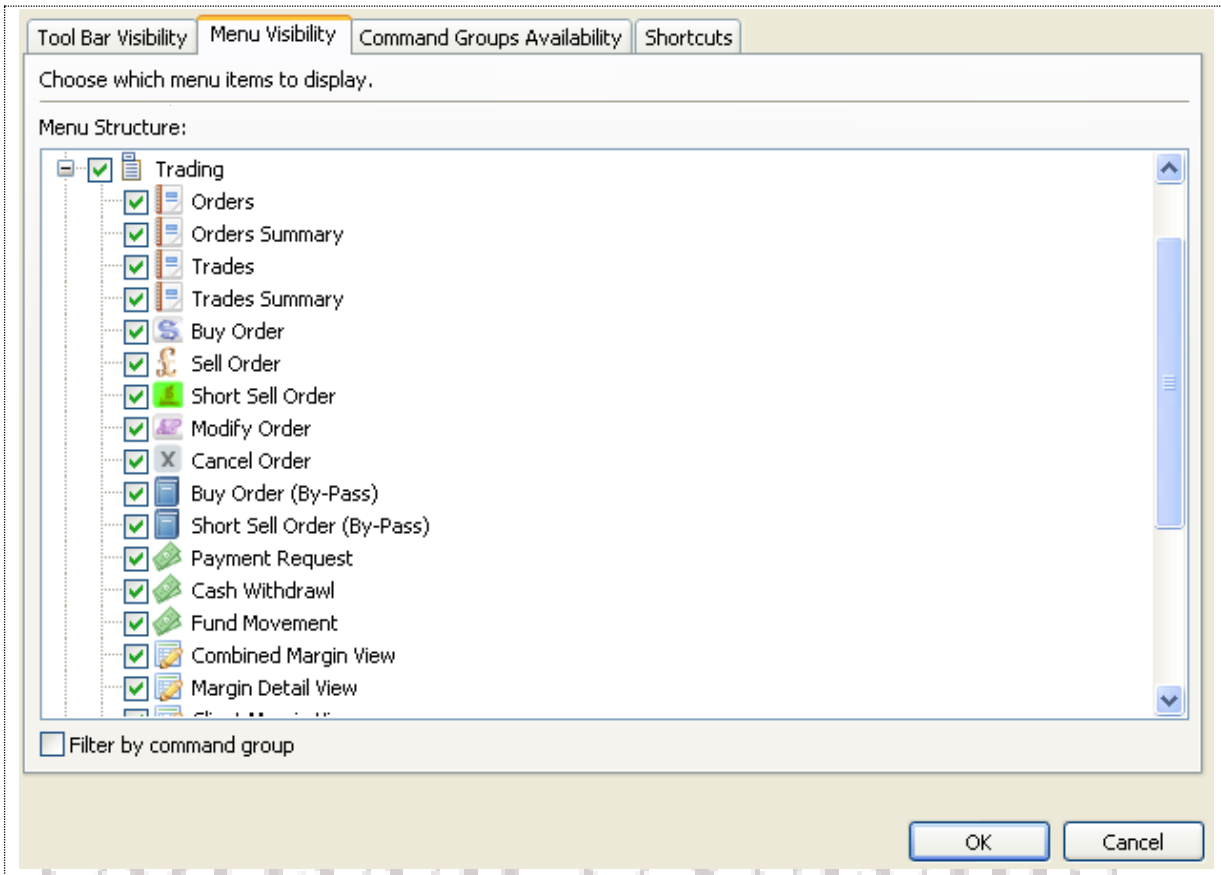 Tool Bar Visibility Menu Visibility Command Groups Availability Shortcuts
Choose which menu items to display.
Menu Structure:
Trading
Orders
Orders Summary
Trades
Trades Summary
Buy Order
Sell Order
Short Sell Order
Modify Order
X Cancel Order
Buy Order (By-Pass)
Short Sell Order (By-Pass)
Payment Request
Cash Withdrawl
Fund Movement
Combined Margin View
Margin Detail View
Filter by command group
OK Cancel